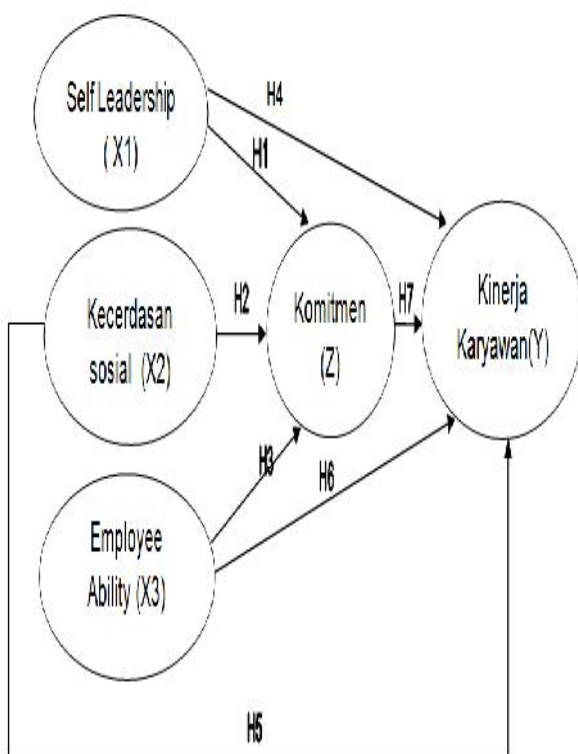 Self Leadership
( X1)
H4
H1
Kecerdasan
sosial (X2)
H2
Komitmen
(Z)
H7
Kinerja
Karyawan(Y)
H3
H6
Employee
Ability (X3)
H5